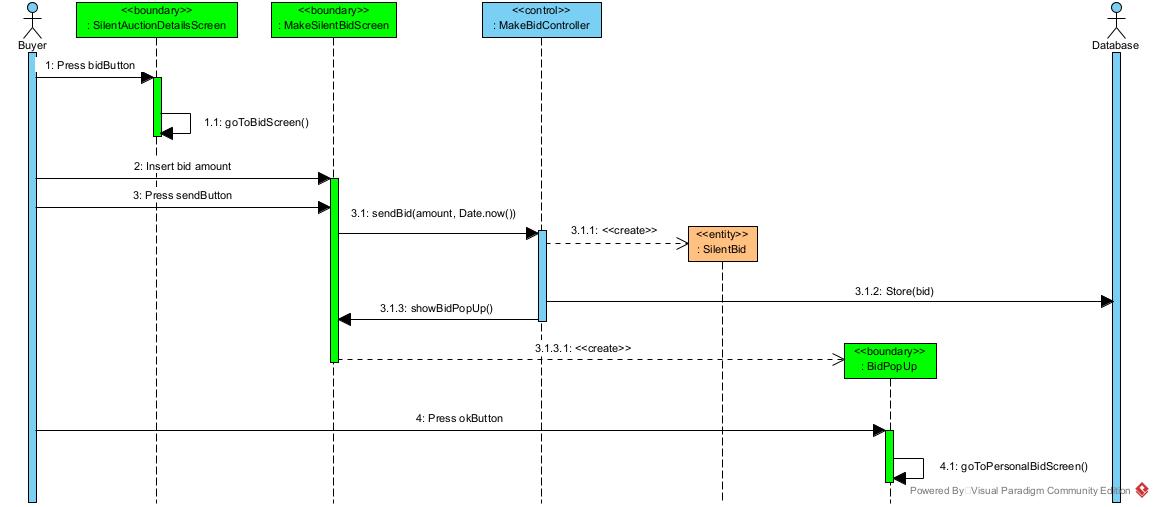 <<boundary>>
: SilentAuctionDetailsScreen
<<boundary>>
: MakeSilentBidScreen
<<control>>
: MakeBidController
Buyer
Database
1: Press bidButton
1.1: goToBidScreen()
2: Insert bid amount
3: Press sendButton
3.1: sendBid(amount, Date.now())
3.1.1: <<create>>
<<entity>>
: SilentBid
3.1.2: Store(bid)
3.1.3: showBidPopUp()
3.1.3.1: <<create>>
<<boundary>>
: BidPopUp
4: Press okButton
4.1: goToPersonalBidScreen()
Powered By Visual Paradigm Community Edition